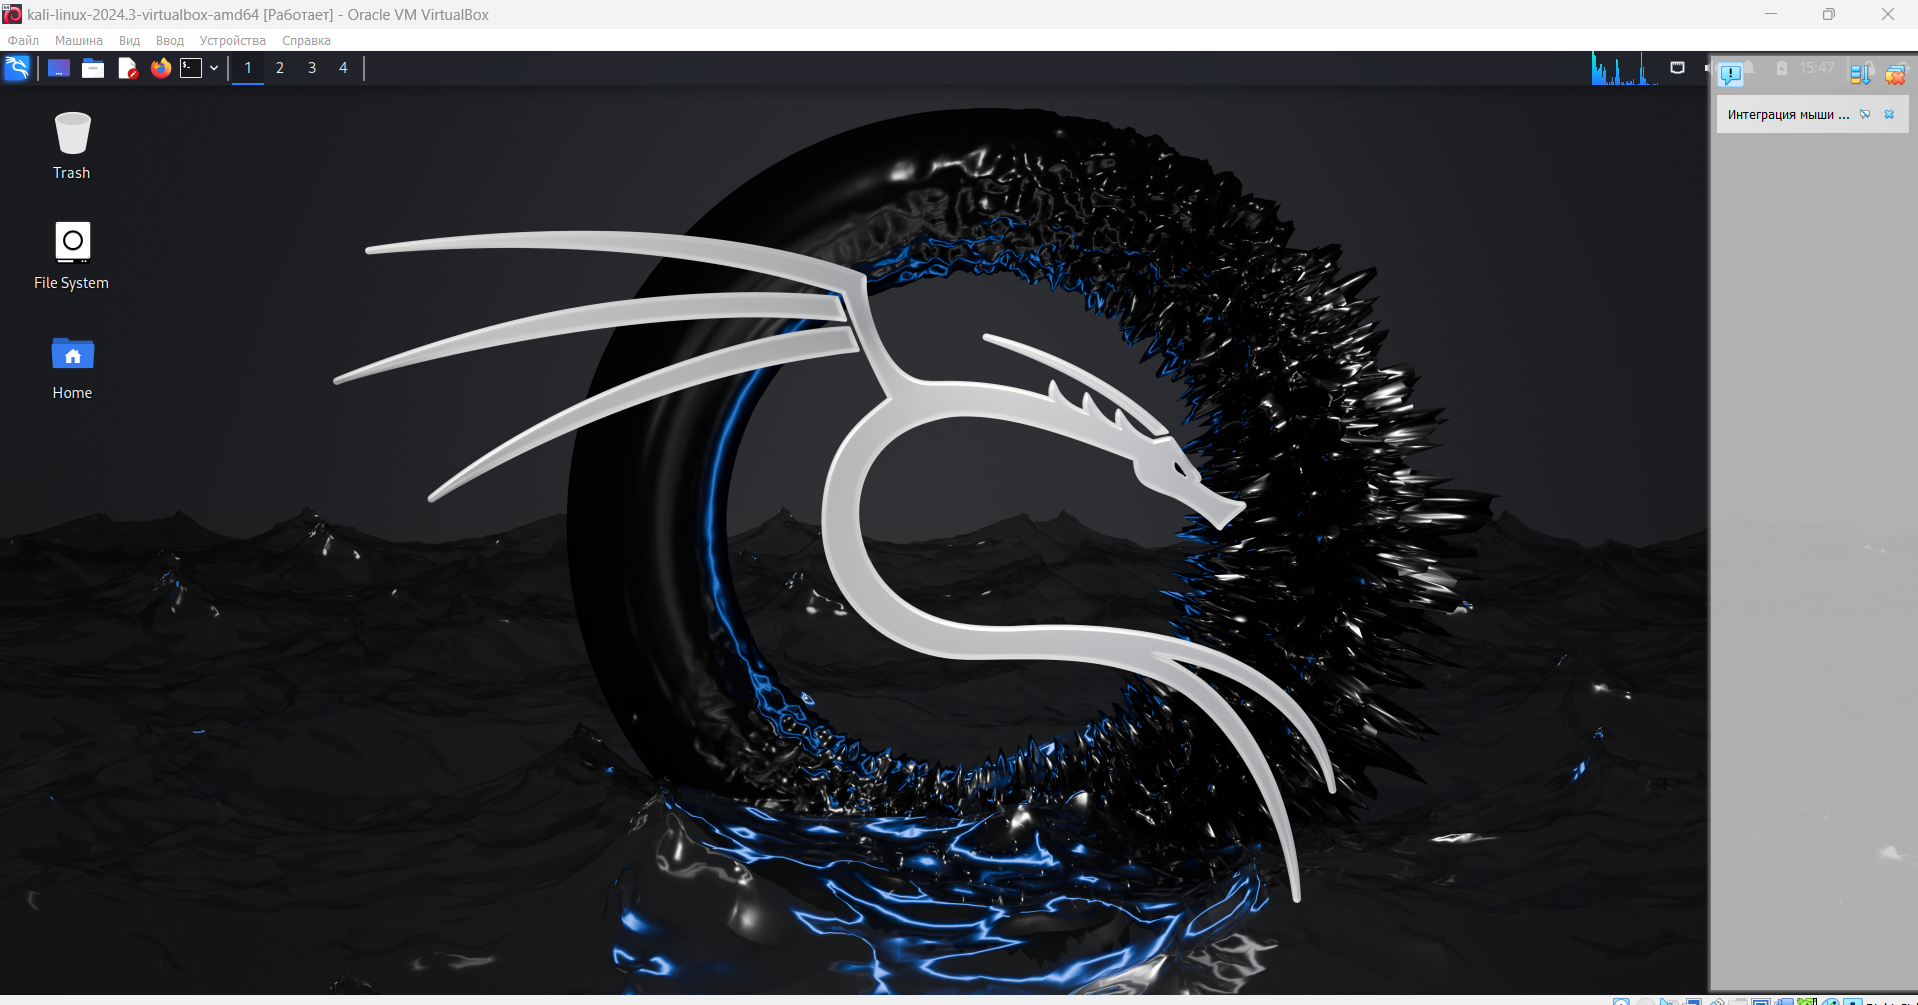 kali-linux-2024.3-virtualbox-amd64 [Работает] - Oracle VM VirtualBox
Файл Машина Вид Ввод Устройства Справка
1 2 3 4 15:47
Интеграция мыши ...
Trash
File System
Home